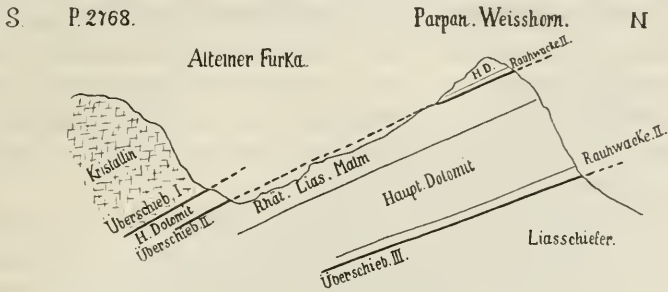 S. P. 2768. Parpan. Weisshorn. N
Alteiner Furka.
H D.
Rauhwacke. II.
Kristallin
Rhät. Lias. Malm
Haupt. Dolomit
Rauhwacke. II.
Überschieb. I
H. Dolomit
Überschieb. II.
Liasschiefer.
Überschieb. III.